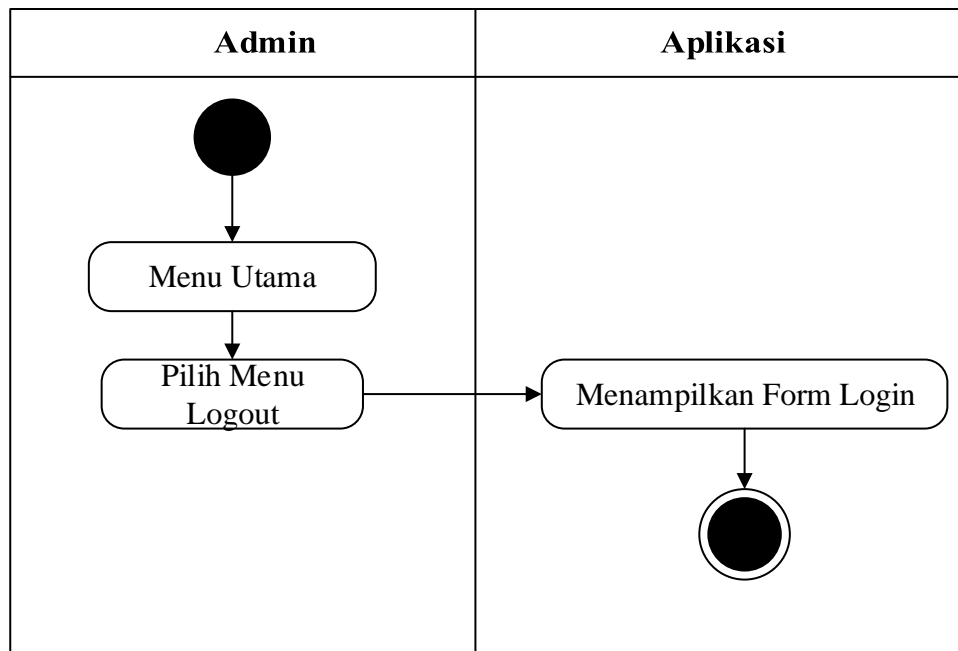 Admin
Aplikasi
Menu Utama
Pilih Menu
Logout
Menampilkan Form Login